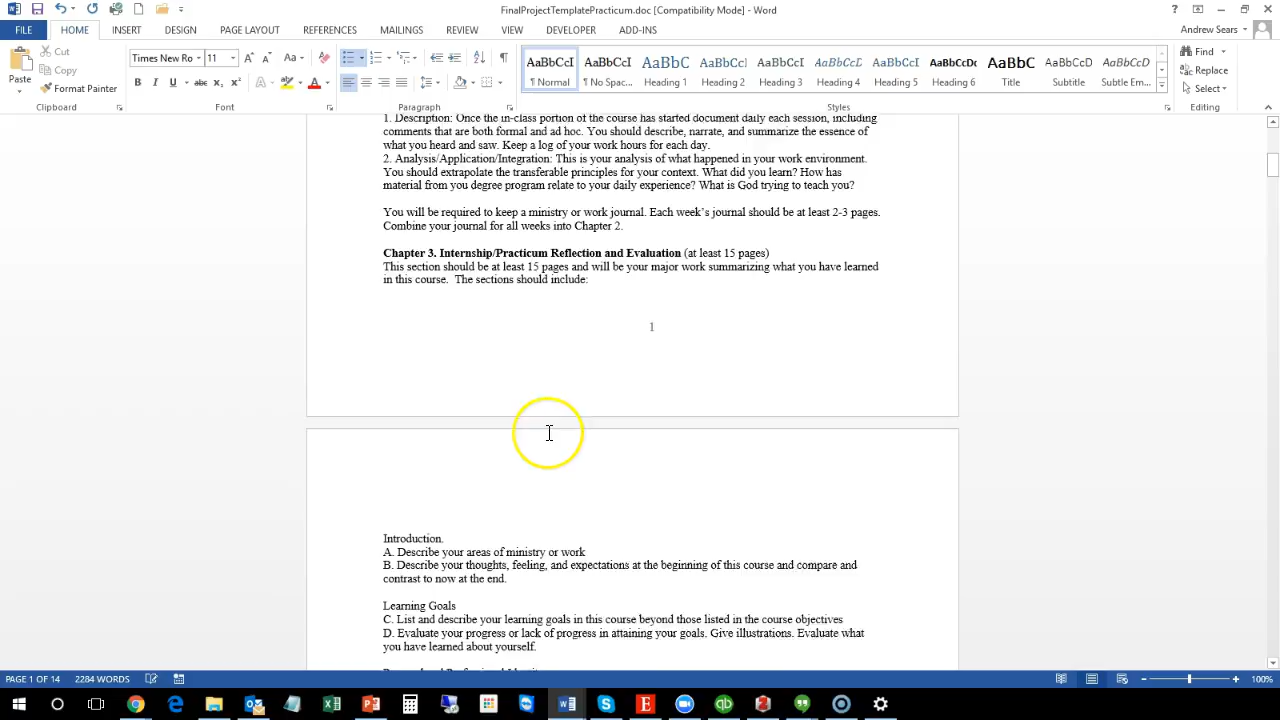 FinalProjectTemplatePracticum.doc [Compatibility Mode] - Word
FILE HOME INSERT DESIGN PAGE LAYOUT REFERENCES MAILINGS REVIEW VIEW DEVELOPER ADD-INS Andrew Sears
Paste
Cut
Copy
Format Painter
Clipboard
Times New Ro 11
Font
Paragraph
AaBbCcI AaBbCcI AaBbC AaBbCcI AaBbCcI AaBbCcI AaBbCcI AaBbCcDc AaBbC AaBbCcD AaBbCcD
¶ Normal ¶ No Spac... Heading 1 Heading 2 Heading 3 Heading 4 Heading 5 Heading 6 Title Subtitle Subtle Em...
Styles
Find
Replace
Select
Editing
1. Description: Once the in-class portion of the course has started document daily each session, including
comments that are both formal and ad hoc. You should describe, narrate, and summarize the essence of
what you heard and saw. Keep a log of your work hours for each day.
2. Analysis/Application/Integration: This is your analysis of what happened in your work environment.
You should extrapolate the transferable principles for your context. What did you learn? How has
material from you degree program relate to your daily experience? What is God trying to teach you?
You will be required to keep a ministry or work journal. Each week's journal should be at least 2-3 pages.
Combine your journal for all weeks into Chapter 2.
Chapter 3. Internship/Practicum Reflection and Evaluation (at least 15 pages)
This section should be at least 15 pages and will be your major work summarizing what you have learned
in this course. The sections should include:
1
Introduction.
A. Describe your areas of ministry or work
B. Describe your thoughts, feeling, and expectations at the beginning of this course and compare and
contrast to now at the end.
Learning Goals
C. List and describe your learning goals in this course beyond those listed in the course objectives
D. Evaluate your progress or lack of progress in attaining your goals. Give illustrations. Evaluate what
you have learned about yourself.
PAGE 1 OF 14 2284 WORDS 100%